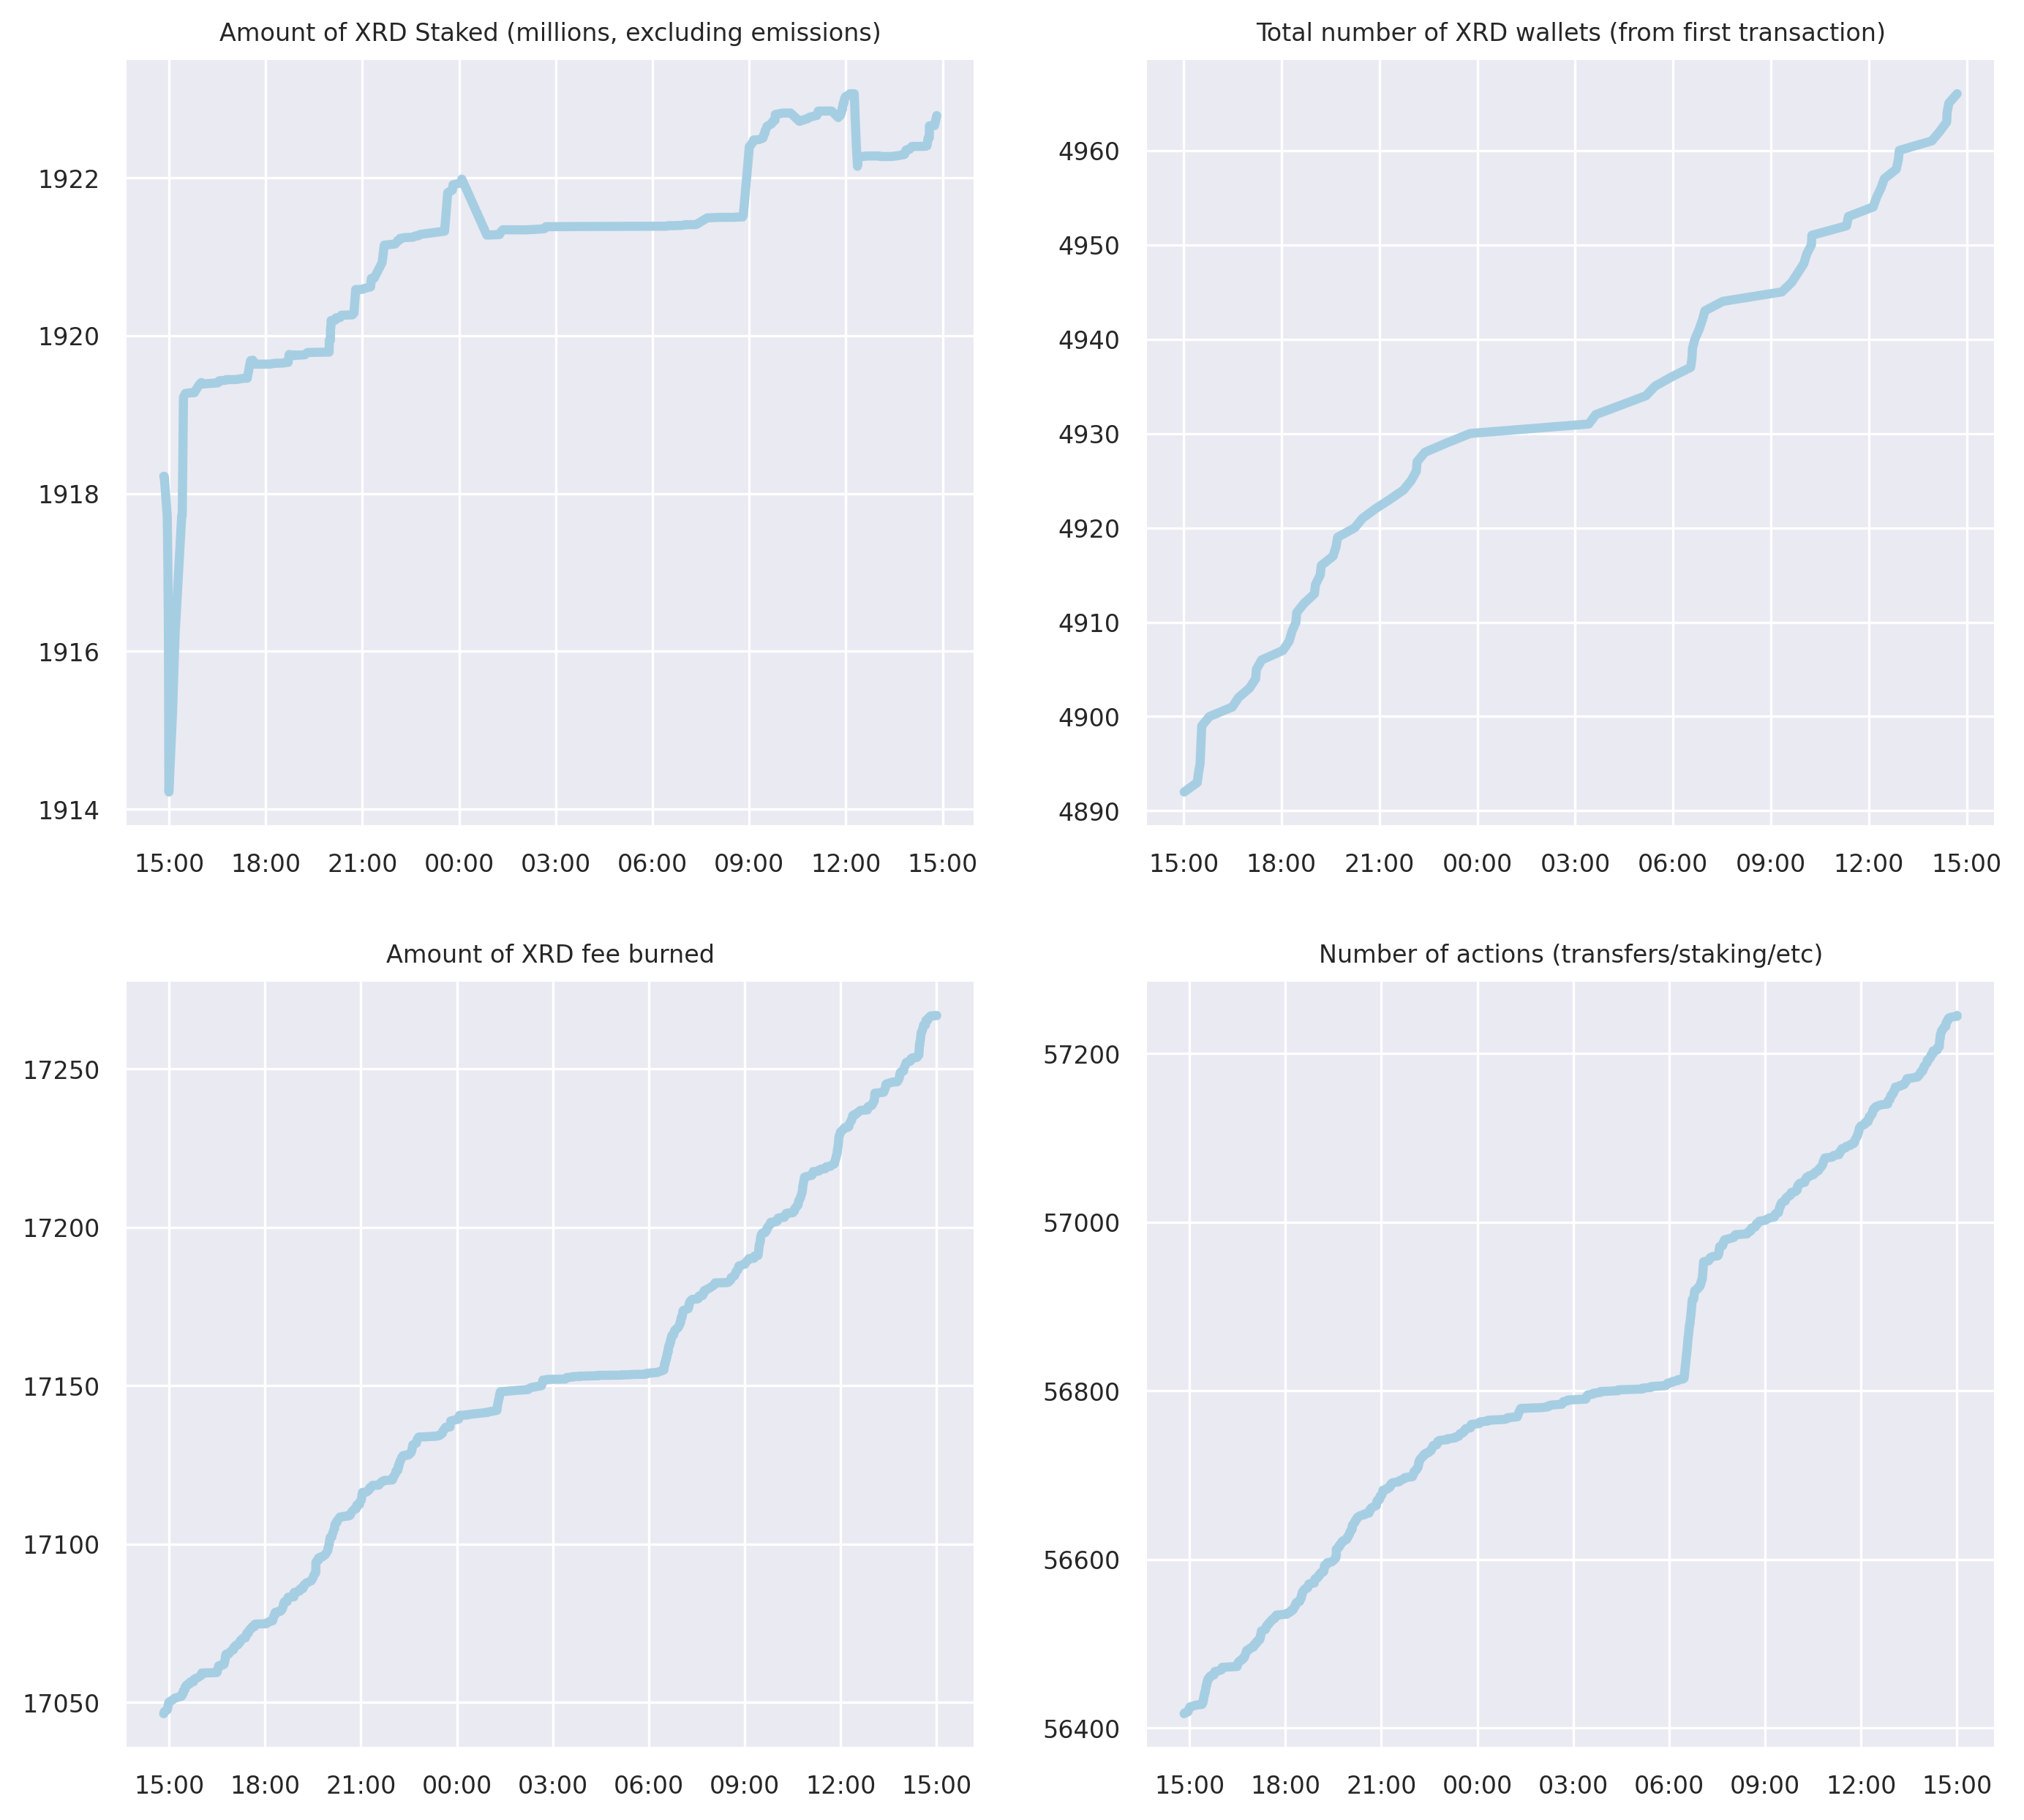 Amount of XRD Staked (millions, excluding emissions)
1922
1920
1918
1916
1914
15:00 18:00 21:00 00:00 03:00 06:00 09:00 12:00 15:00
Total number of XRD wallets (from first transaction)
4960
4950
4940
4930
4920
4910
4900
4890
15:00 18:00 21:00 00:00 03:00 06:00 09:00 12:00 15:00
Amount of XRD fee burned
17250
17200
17150
17100
17050
15:00 18:00 21:00 00:00 03:00 06:00 09:00 12:00 15:00
Number of actions (transfers/staking/etc)
57200
57000
56800
56600
56400
15:00 18:00 21:00 00:00 03:00 06:00 09:00 12:00 15:00